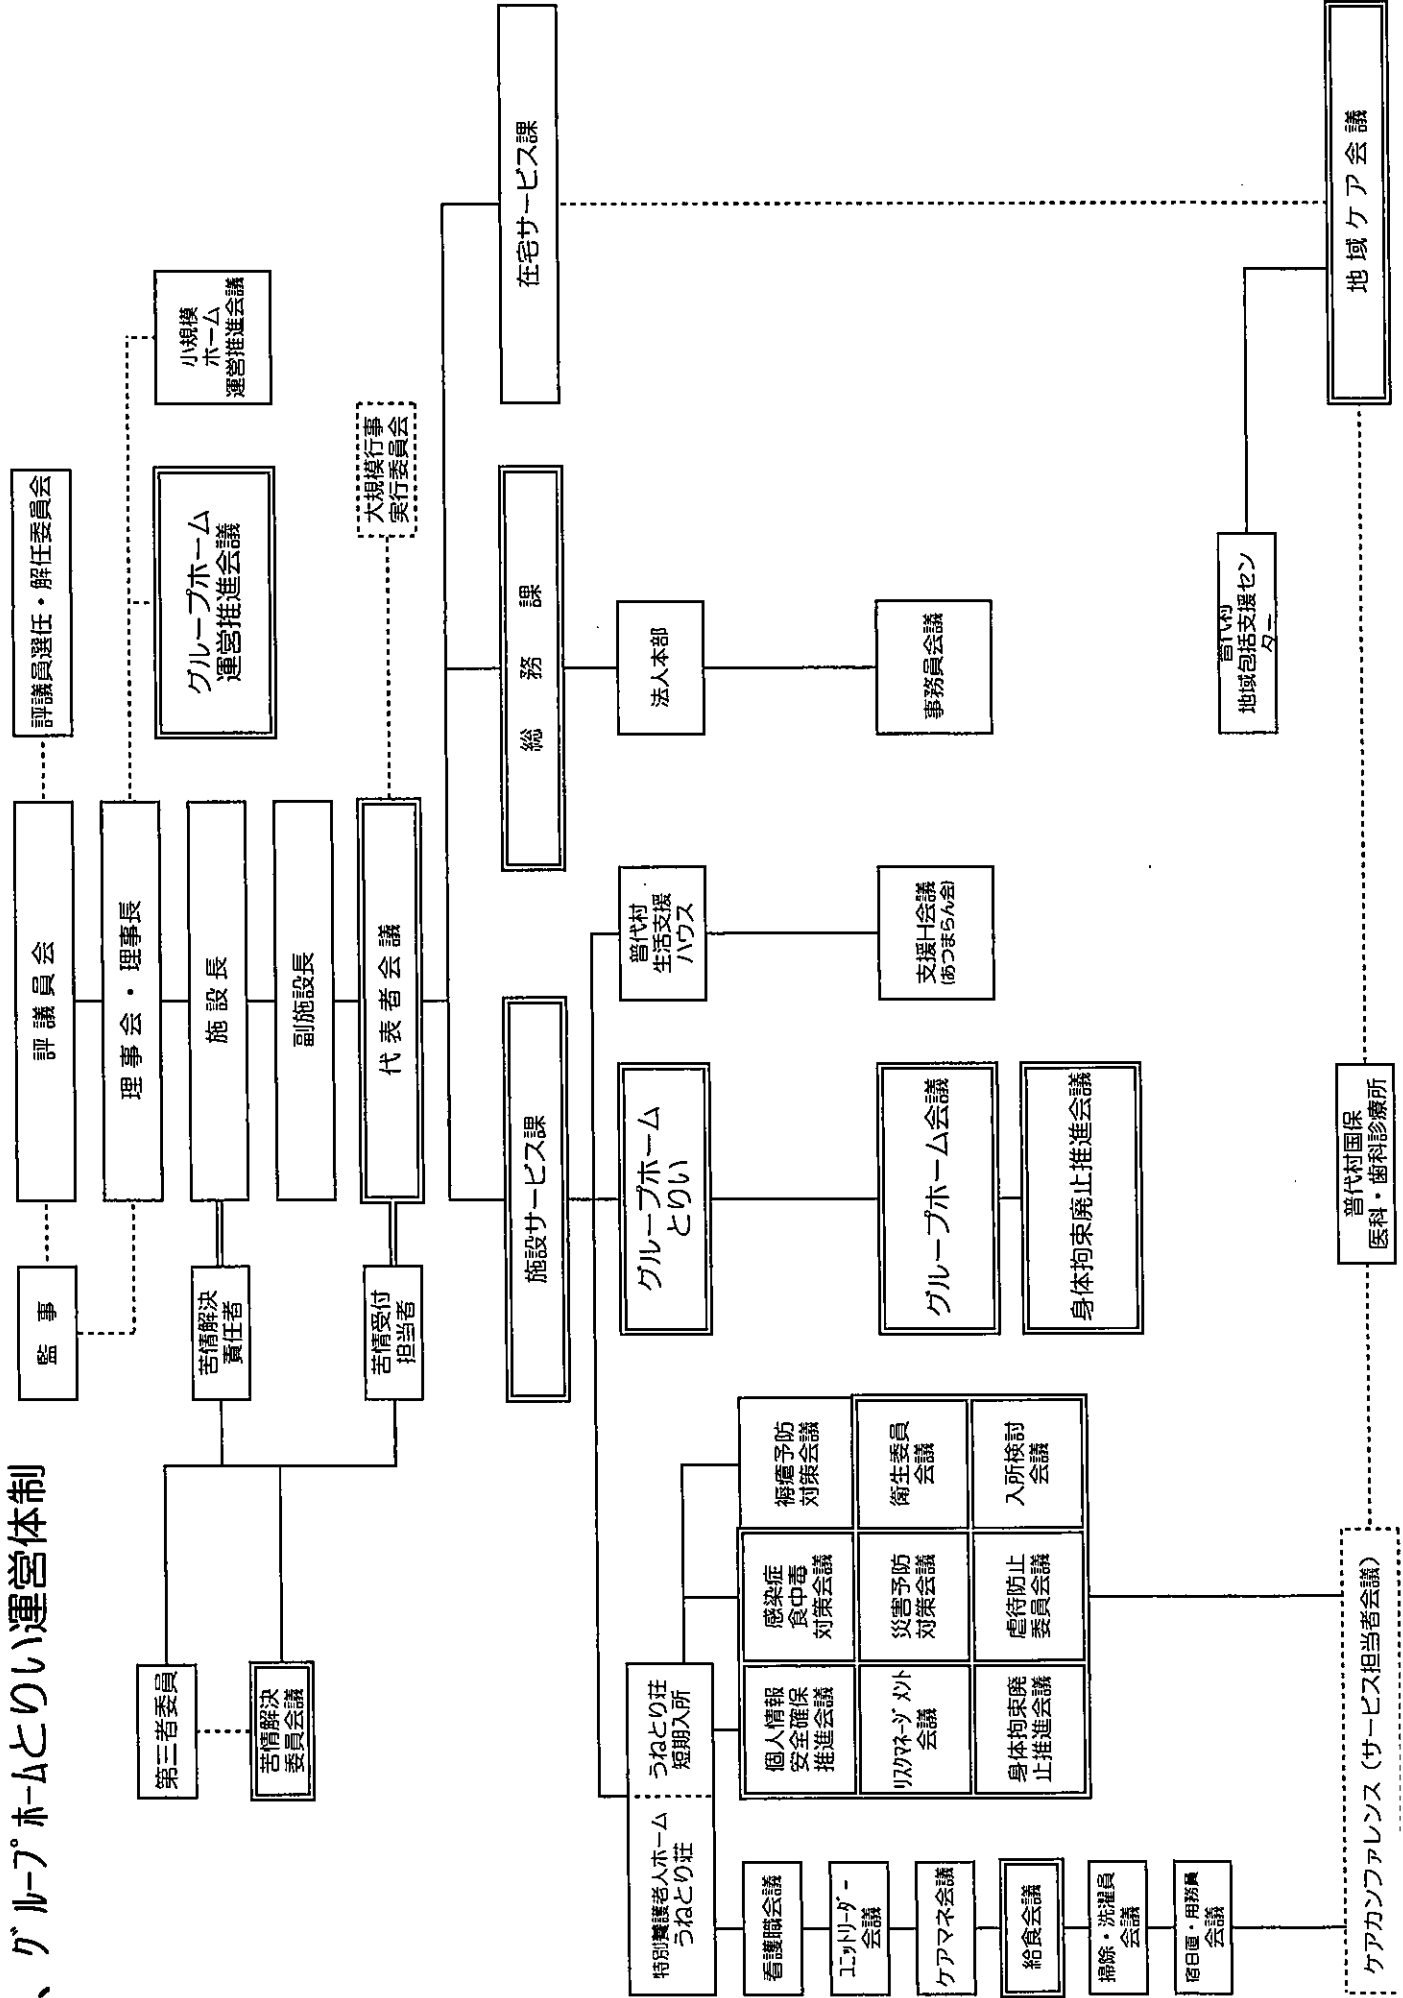 、グループホームとりい運営体制
評議員会
評議員選任・解任委員会
監事
理事会・理事長
グループホーム
運営推進会議
小規模
ホーム
運営推進会議
施設長
苦情解決
責任者
第三者委員
苦情解決
委員会議
副施設長
代表者会議
苦情受付
担当者
大規模行事
実行委員会
施設サービス課
総務課
在宅サービス課
特別養護老人ホーム
うねとり荘
うねとり荘
短期入所
グループホーム
とりい
普代村
生活支援
ハウス
法人本部
看護職会議
ユニットリーダー
会議
ケアマネ会議
給食会議
掃除・洗濯員
会議
宿日直・用務員
会議
個人情報
安全確保
推進会議
感染症
食中毒
対策会議
褥瘡予防
対策会議
リスクマネージメント
会議
災害予防
対策会議
衛生委員
会議
身体拘束廃
止推進会議
虐待防止
委員会議
入所検討
会議
グループホーム会議
身体拘束廃止推進会議
支援H会議
(あつまらん会)
事務員会議
普代村
地域包括支援セン
ター
ケアカンファレンス(サービス担当者会議)
普代村国保
医科・歯科診療所
地域ケア会議